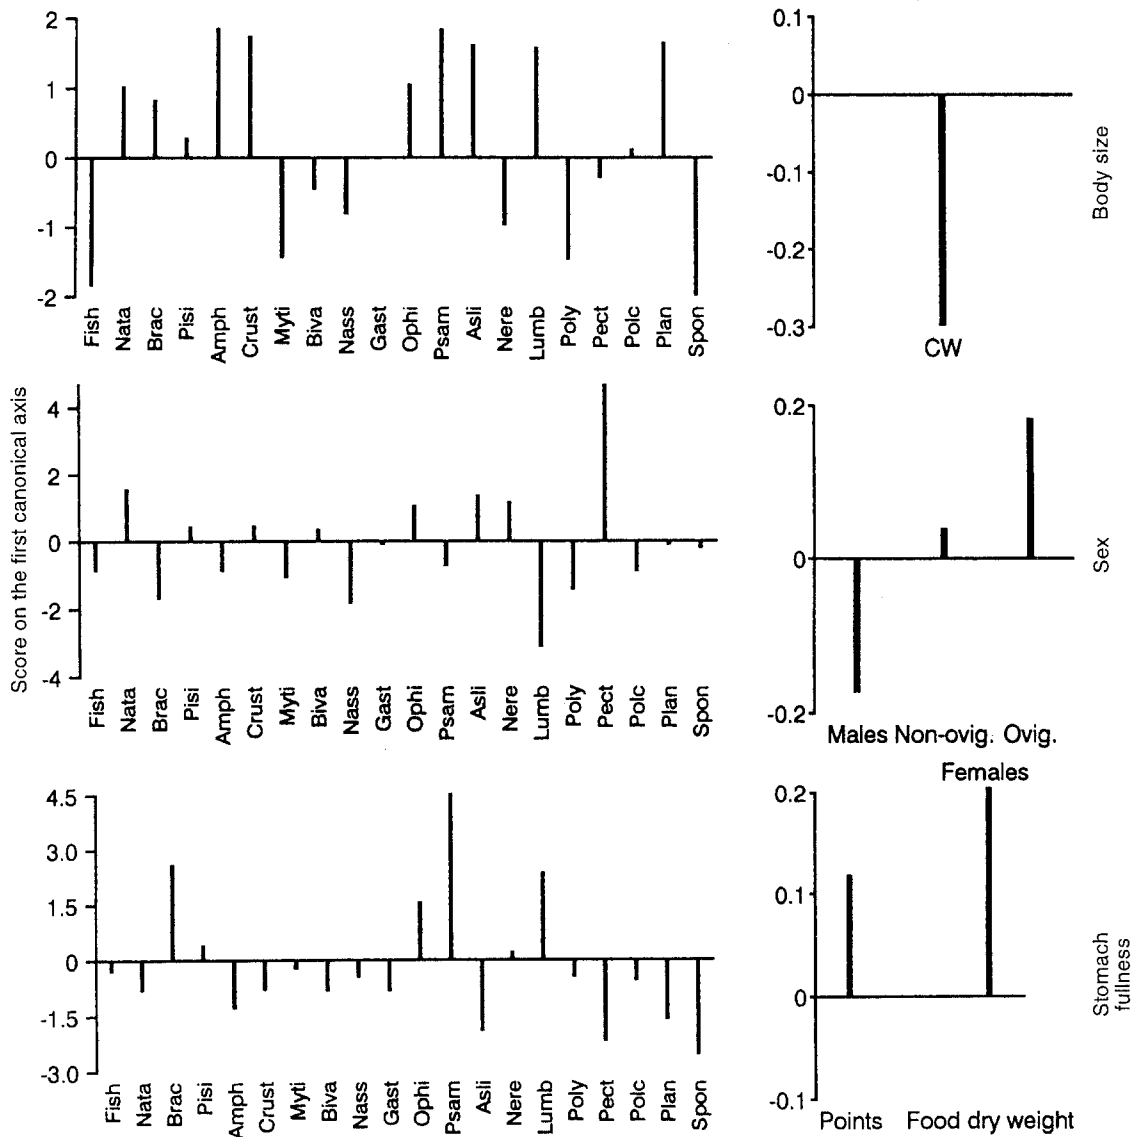 2
1
0
-1
-2
Fish Nata Brac Pisi Amph Crust Myti Biva Nass Gast Ophi Psam Asli Nere Lumb Poly Pect Polc Plan Spon
0.1
0
-0.1
-0.2
-0.3
CW
Body size
Score on the first canonical axis
4
2
0
-2
-4
Fish Nata Brac Pisi Amph Crust Myti Biva Nass Gast Ophi Psam Asli Nere Lumb Poly Pect Polc Plan Spon
0.2
0
-0.2
Males Non-ovig. Ovig.
Females
Sex
4.5
3.0
1.5
0
-1.5
-3.0
Fish Nata Brac Pisi Amph Crust Myti Biva Nass Gast Ophi Psam Asli Nere Lumb Poly Pect Polc Plan Spon
0.2
0.1
0
-0.1
Points Food dry weight
Stomach
fullness